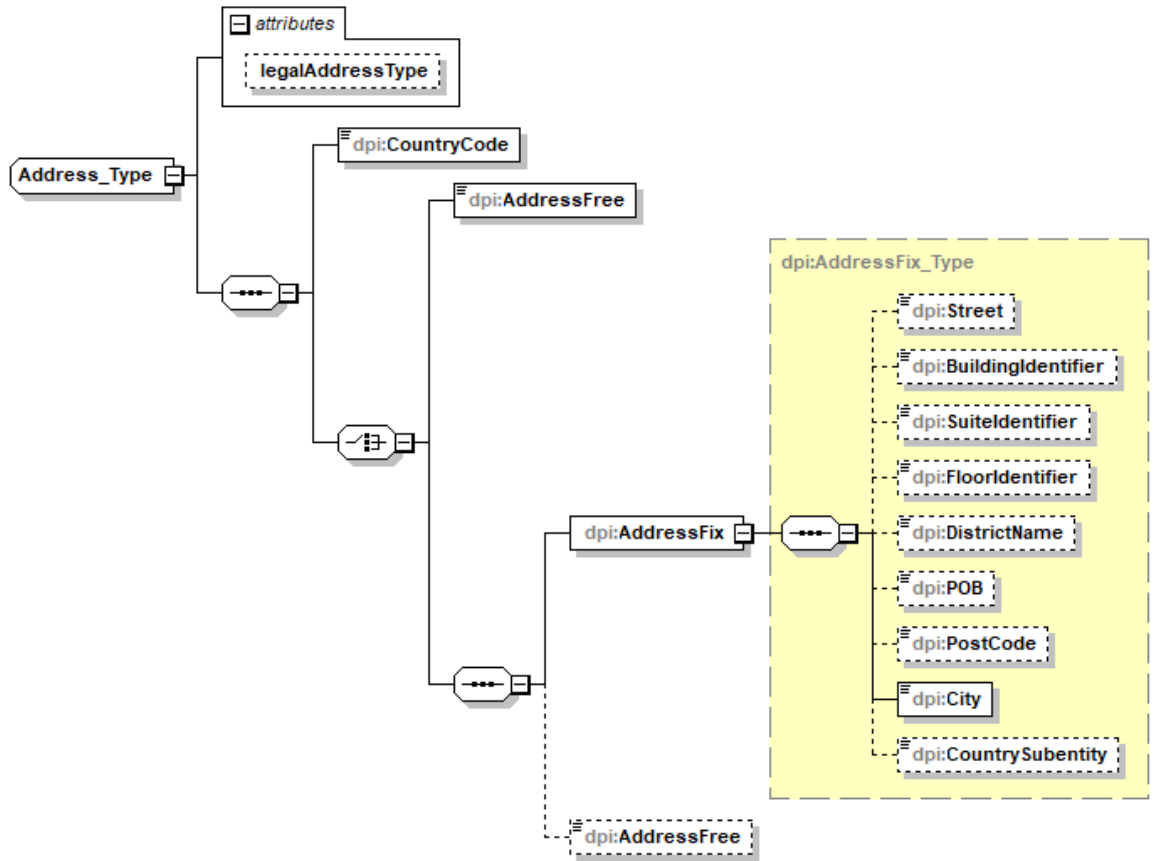 attributes
legalAddressType
dpi:CountryCode
Address_Type
dpi:AddressFree
dpi:AddressFix_Type
dpi:Street
dpi:BuildingIdentifier
dpi:SuiteIdentifier
dpi:FloorIdentifier
dpi:AddressFix
dpi:DistrictName
dpi:POB
dpi:PostCode
dpi:City
dpi:CountrySubentity
dpi:AddressFree